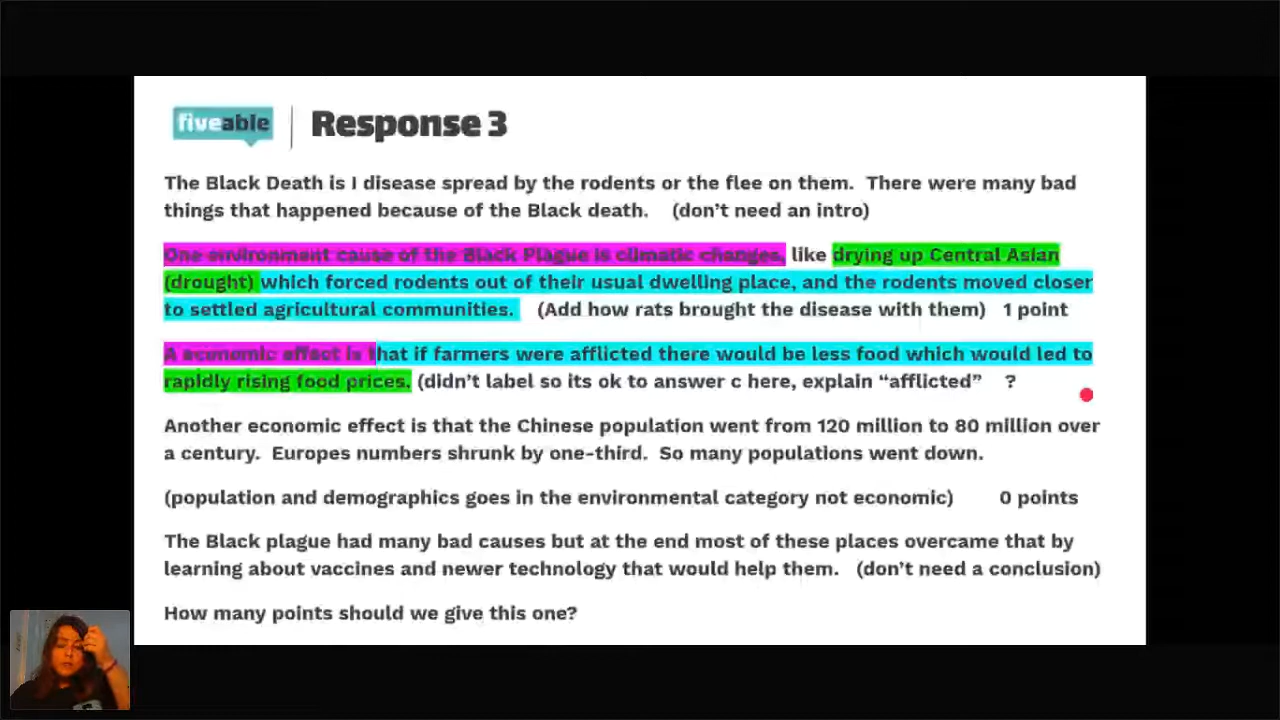 fiveable
Response 3
The Black Death is I disease spread by the rodents or the flee on them. There were many bad
things that happened because of the Black death. (don't need an intro)
One environment cause of the Black Plague is climatic changes, like drying up Central Asian
(drought) which forced rodents out of their usual dwelling place, and the rodents moved closer
to settled agricultural communities. (Add how rats brought the disease with them) 1 point
A economic effect is that if farmers were afflicted there would be less food which would led to
rapidly rising food prices. (didn't label so its ok to answer c here, explain "afflicted" ?
Another economic effect is that the Chinese population went from 120 million to 80 million over
a century. Europes numbers shrunk by one-third. So many populations went down.
(population and demographics goes in the environmental category not economic) 0 points
The Black plague had many bad causes but at the end most of these places overcame that by
learning about vaccines and newer technology that would help them. (don't need a conclusion)
How many points should we give this one?